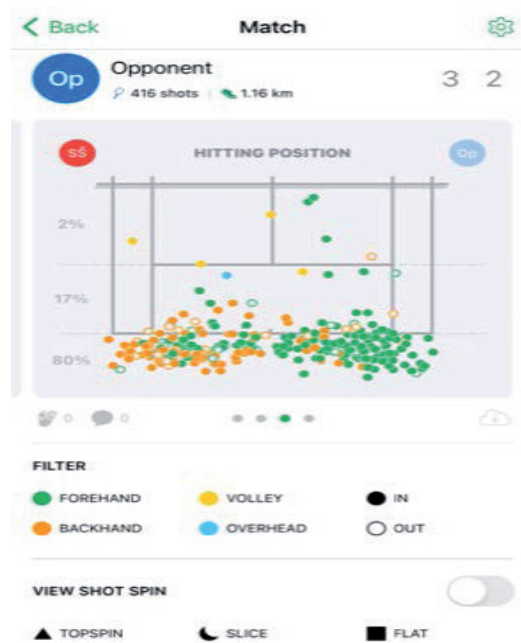 Back Match
Op Opponent 3 2
416 shots 1.16 km
SŠ HITTING POSITION Op
2%
17%
80%
0 0
FILTER
FOREHAND VOLLEY IN
BACKHAND OVERHEAD OUT
VIEW SHOT SPIN
TOPSPIN SLICE FLAT